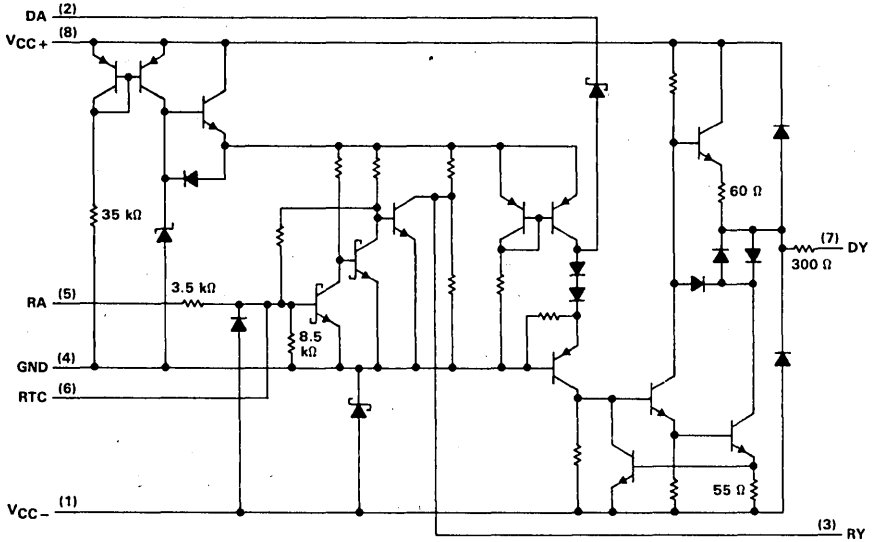 DA (2)
VCC+ (8)
35 kΩ
60 Ω
(7) DY
300 Ω
RA (5)
3.5 kΩ
8.5
kΩ
GND (4)
RTC (6)
55 Ω
VCC− (1)
(3) RY